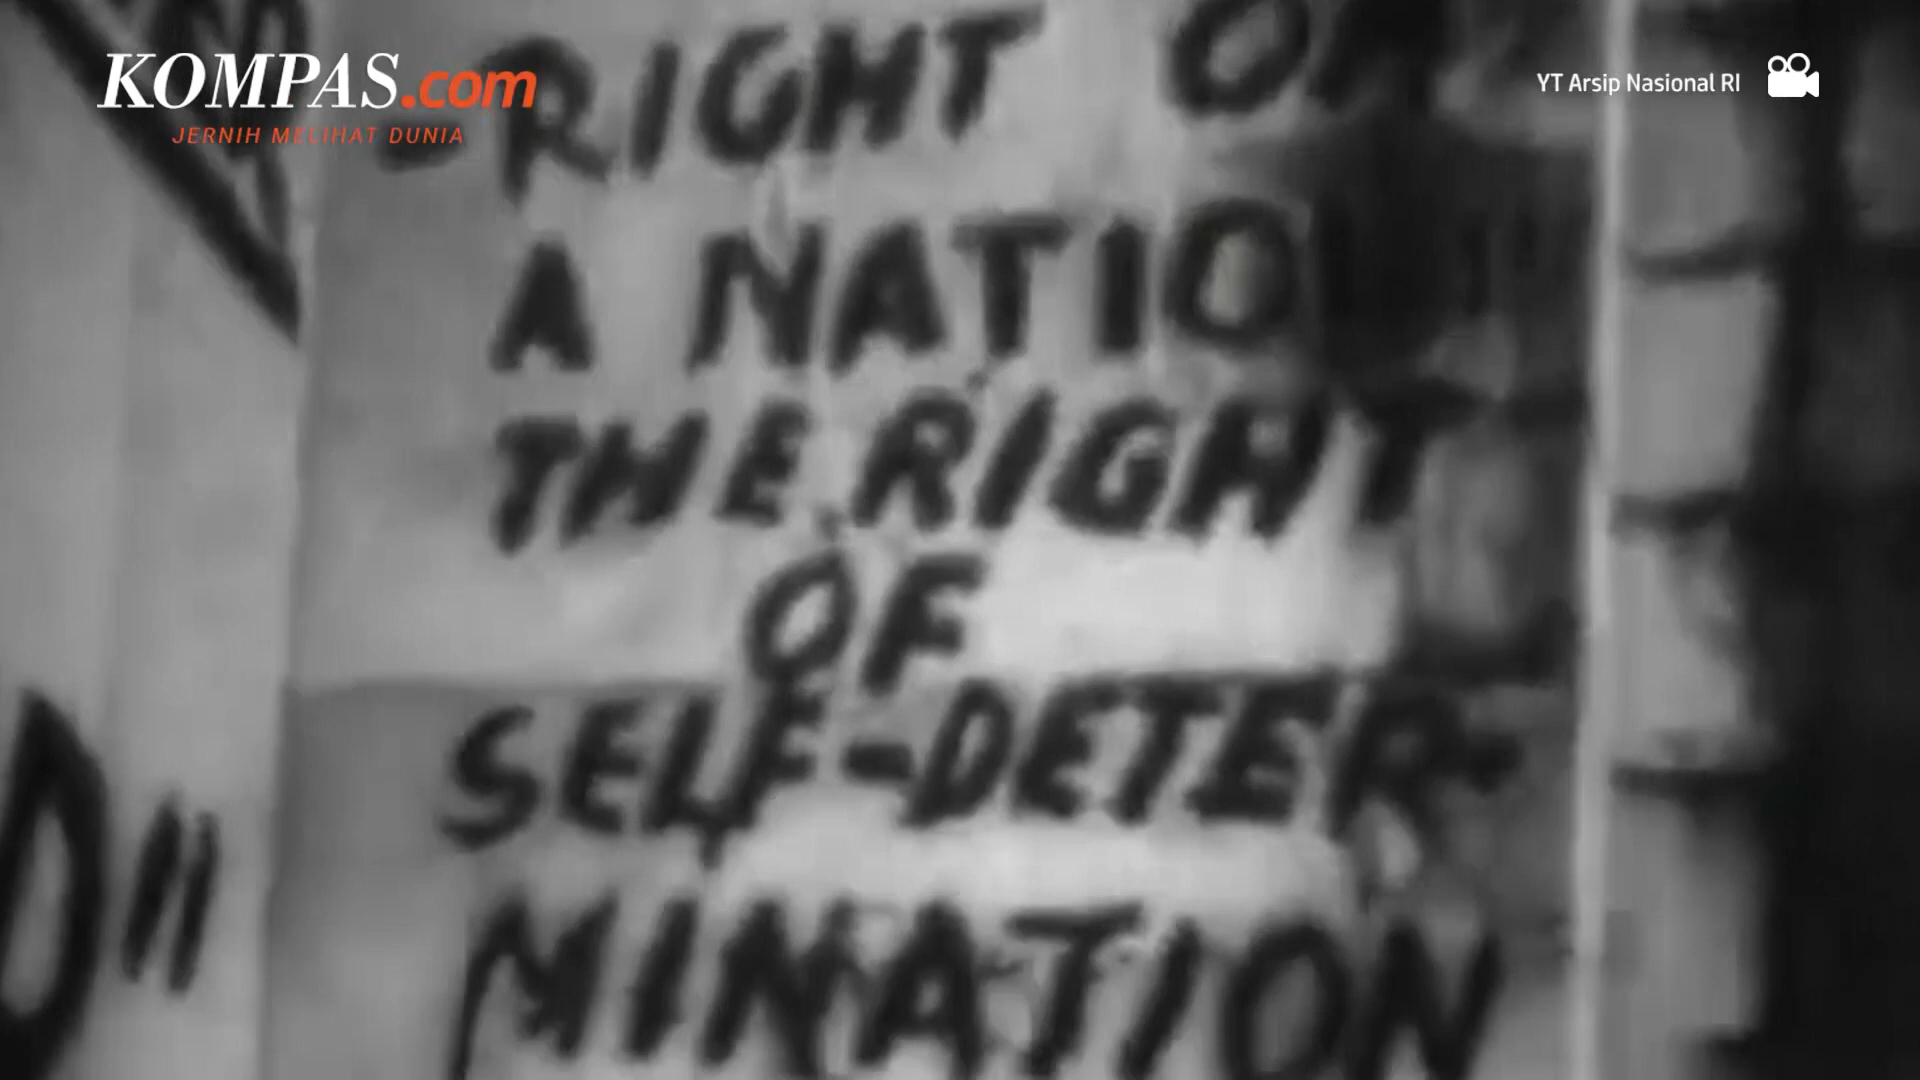 KOMPAS.com
JERNIH MELIHAT DUNIA
YT Arsip Nasional RI
RIGHT
A NATIO
THE RIGHT
OF
SELF-DETER-
MINATION